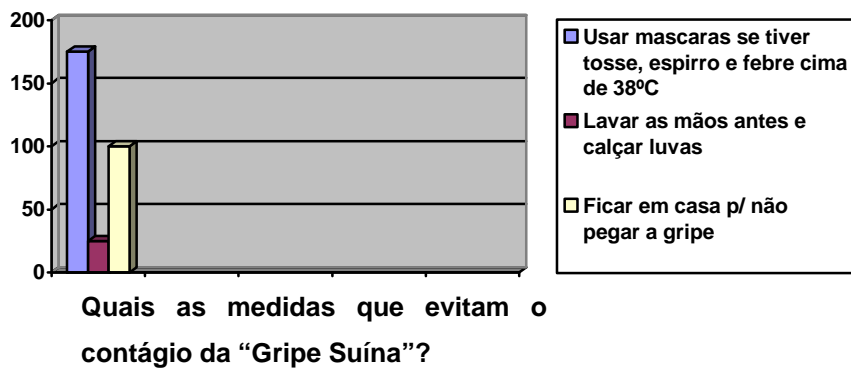 200
150
100
50
0
Usar mascaras se tiver
tosse, espirro e febre cima
de 38ºC
Lavar as mãos antes e
calçar luvas
Ficar em casa p/ não
pegar a gripe
Quais as medidas que evitam o
contágio da “Gripe Suína”?